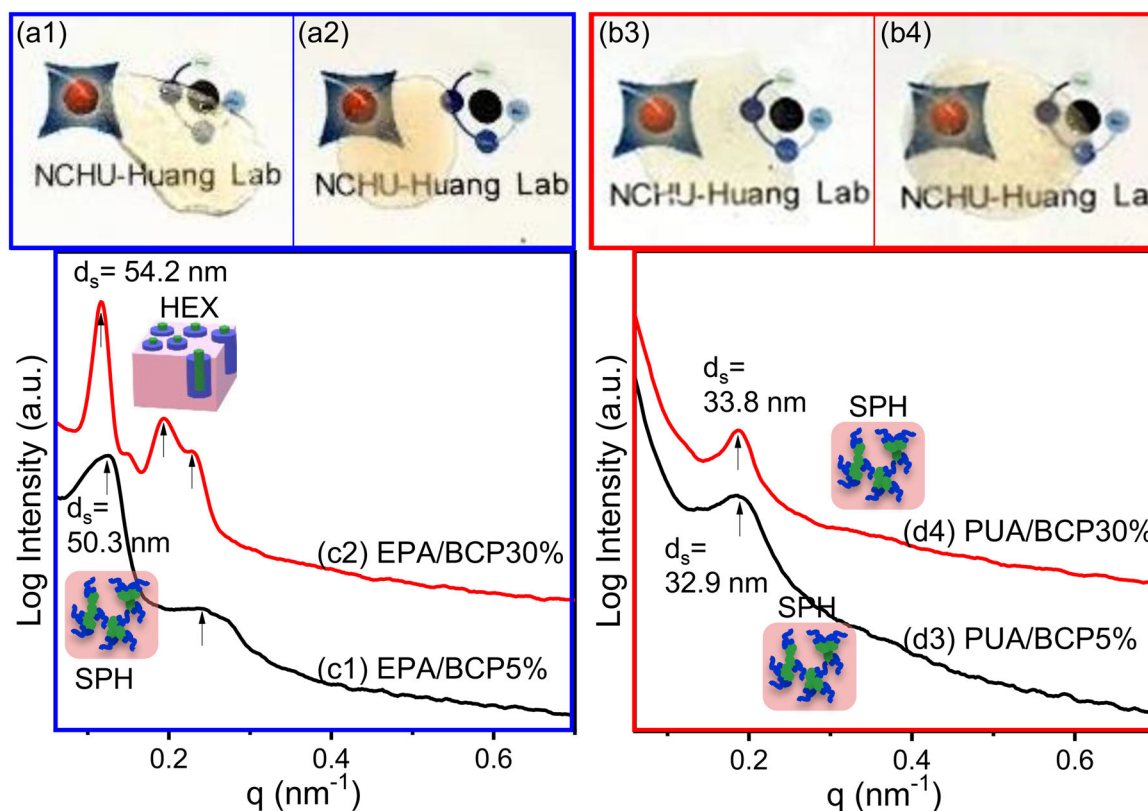 (a1)
NCHU-Huang Lab
(a2)
NCHU-Huang Lab
(b3)
NCHU-Huang Lab
(b4)
NCHU-Huang La
dₛ= 54.2 nm
HEX
dₛ=
50.3 nm
SPH
(c2) EPA/BCP30%
(c1) EPA/BCP5%
Log Intensity (a.u.)
0.2
0.4
0.6
q (nm⁻¹)
dₛ=
33.8 nm
SPH
(d4) PUA/BCP30%
dₛ=
32.9 nm
SPH
(d3) PUA/BCP5%
Log Intensity (a.u.)
0.2
0.4
0.6
q (nm⁻¹)